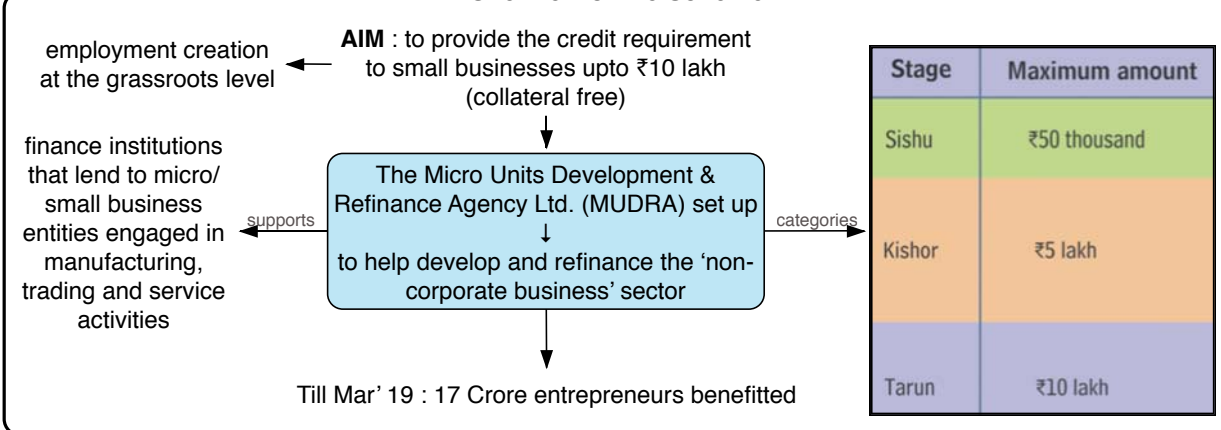 employment creation
at the grassroots level
AIM : to provide the credit requirement
to small businesses upto ₹10 lakh
(collateral free)
finance institutions
that lend to micro/
small business
entities engaged in
manufacturing,
trading and service
activities
supports
The Micro Units Development &
Refinance Agency Ltd. (MUDRA) set up
↓
to help develop and refinance the ‘non-
corporate business’ sector
categories
Till Mar’ 19 : 17 Crore entrepreneurs benefitted
Stage Maximum amount
Sishu ₹50 thousand
Kishor ₹5 lakh
Tarun ₹10 lakh